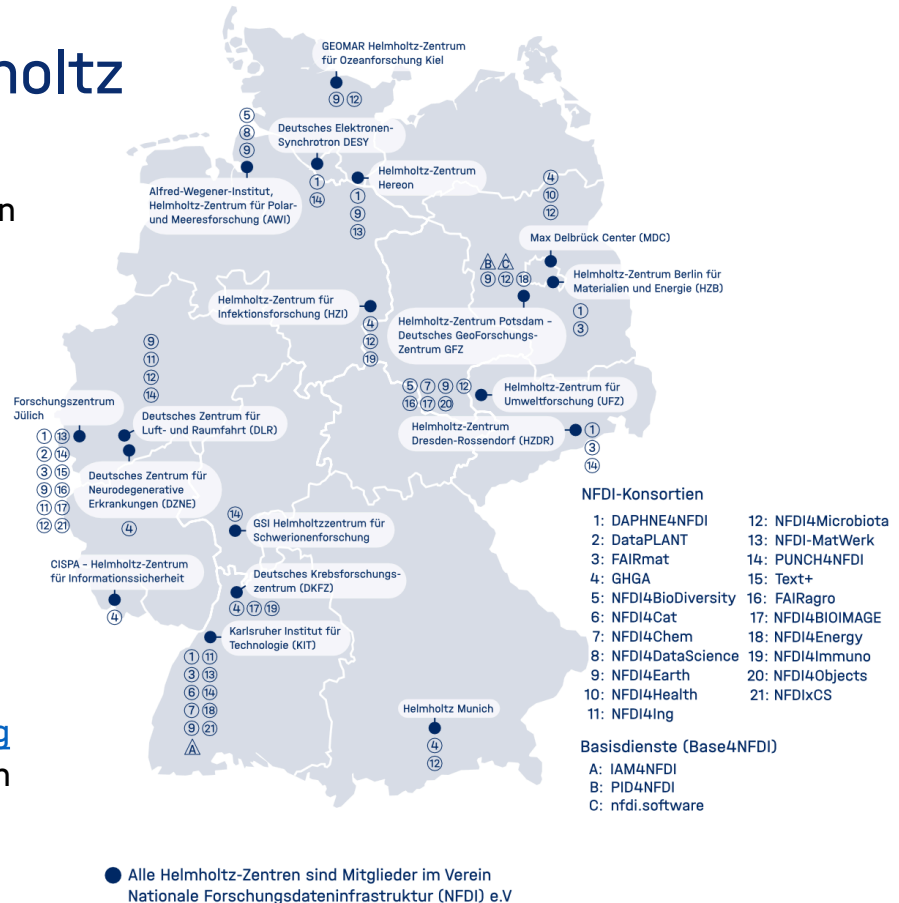 holtz
n
g
n
GEOMAR Helmholtz-Zentrum
für Ozeanforschung Kiel
9 12
5
8
9
Deutsches Elektronen-
Synchrotron DESY
1
14
Helmholtz-Zentrum
Hereon
1
9
13
Alfred-Wegener-Institut,
Helmholtz-Zentrum für Polar-
und Meeresforschung (AWI)
4
10
12
Max Delbrück Center (MDC)
B C
9 12 18
Helmholtz-Zentrum Berlin für
Materialien und Energie (HZB)
1
3
Helmholtz-Zentrum für
Infektionsforschung (HZI)
4
12
19
Helmholtz-Zentrum Potsdam –
Deutsches GeoForschungs-
Zentrum GFZ
9
11
12
14
5 7 9 12
16 17 20
Helmholtz-Zentrum für
Umweltforschung (UFZ)
Forschungszentrum
Jülich
1 13
2 14
3 15
9 16
11 17
12 21
Deutsches Zentrum für
Luft- und Raumfahrt (DLR)
Helmholtz-Zentrum
Dresden-Rossendorf (HZDR)
1
3
14
Deutsches Zentrum für
Neurodegenerative
Erkrankungen (DZNE)
4
14
GSI Helmholtzzentrum für
Schwerionenforschung
CISPA – Helmholtz-Zentrum
für Informationssicherheit
4
Deutsches Krebsforschungs-
zentrum (DKFZ)
4 17 19
Karlsruher Institut für
Technologie (KIT)
1 11
3 13
6 14
7 18
9 21
A
Helmholtz Munich
4
12
NFDI-Konsortien
1: DAPHNE4NFDI
2: DataPLANT
3: FAIRmat
4: GHGA
5: NFDI4BioDiversity
6: NFDI4Cat
7: NFDI4Chem
8: NFDI4DataScience
9: NFDI4Earth
10: NFDI4Health
11: NFDI4Ing
12: NFDI4Microbiota
13: NFDI-MatWerk
14: PUNCH4NFDI
15: Text+
16: FAIRagro
17: NFDI4BIOIMAGE
18: NFDI4Energy
19: NFDI4Immuno
20: NFDI4Objects
21: NFDIxCS
Basisdienste (Base4NFDI)
A: IAM4NFDI
B: PID4NFDI
C: nfdi.software
Alle Helmholtz-Zentren sind Mitglieder im Verein
Nationale Forschungsdateninfrastruktur (NFDI) e.V